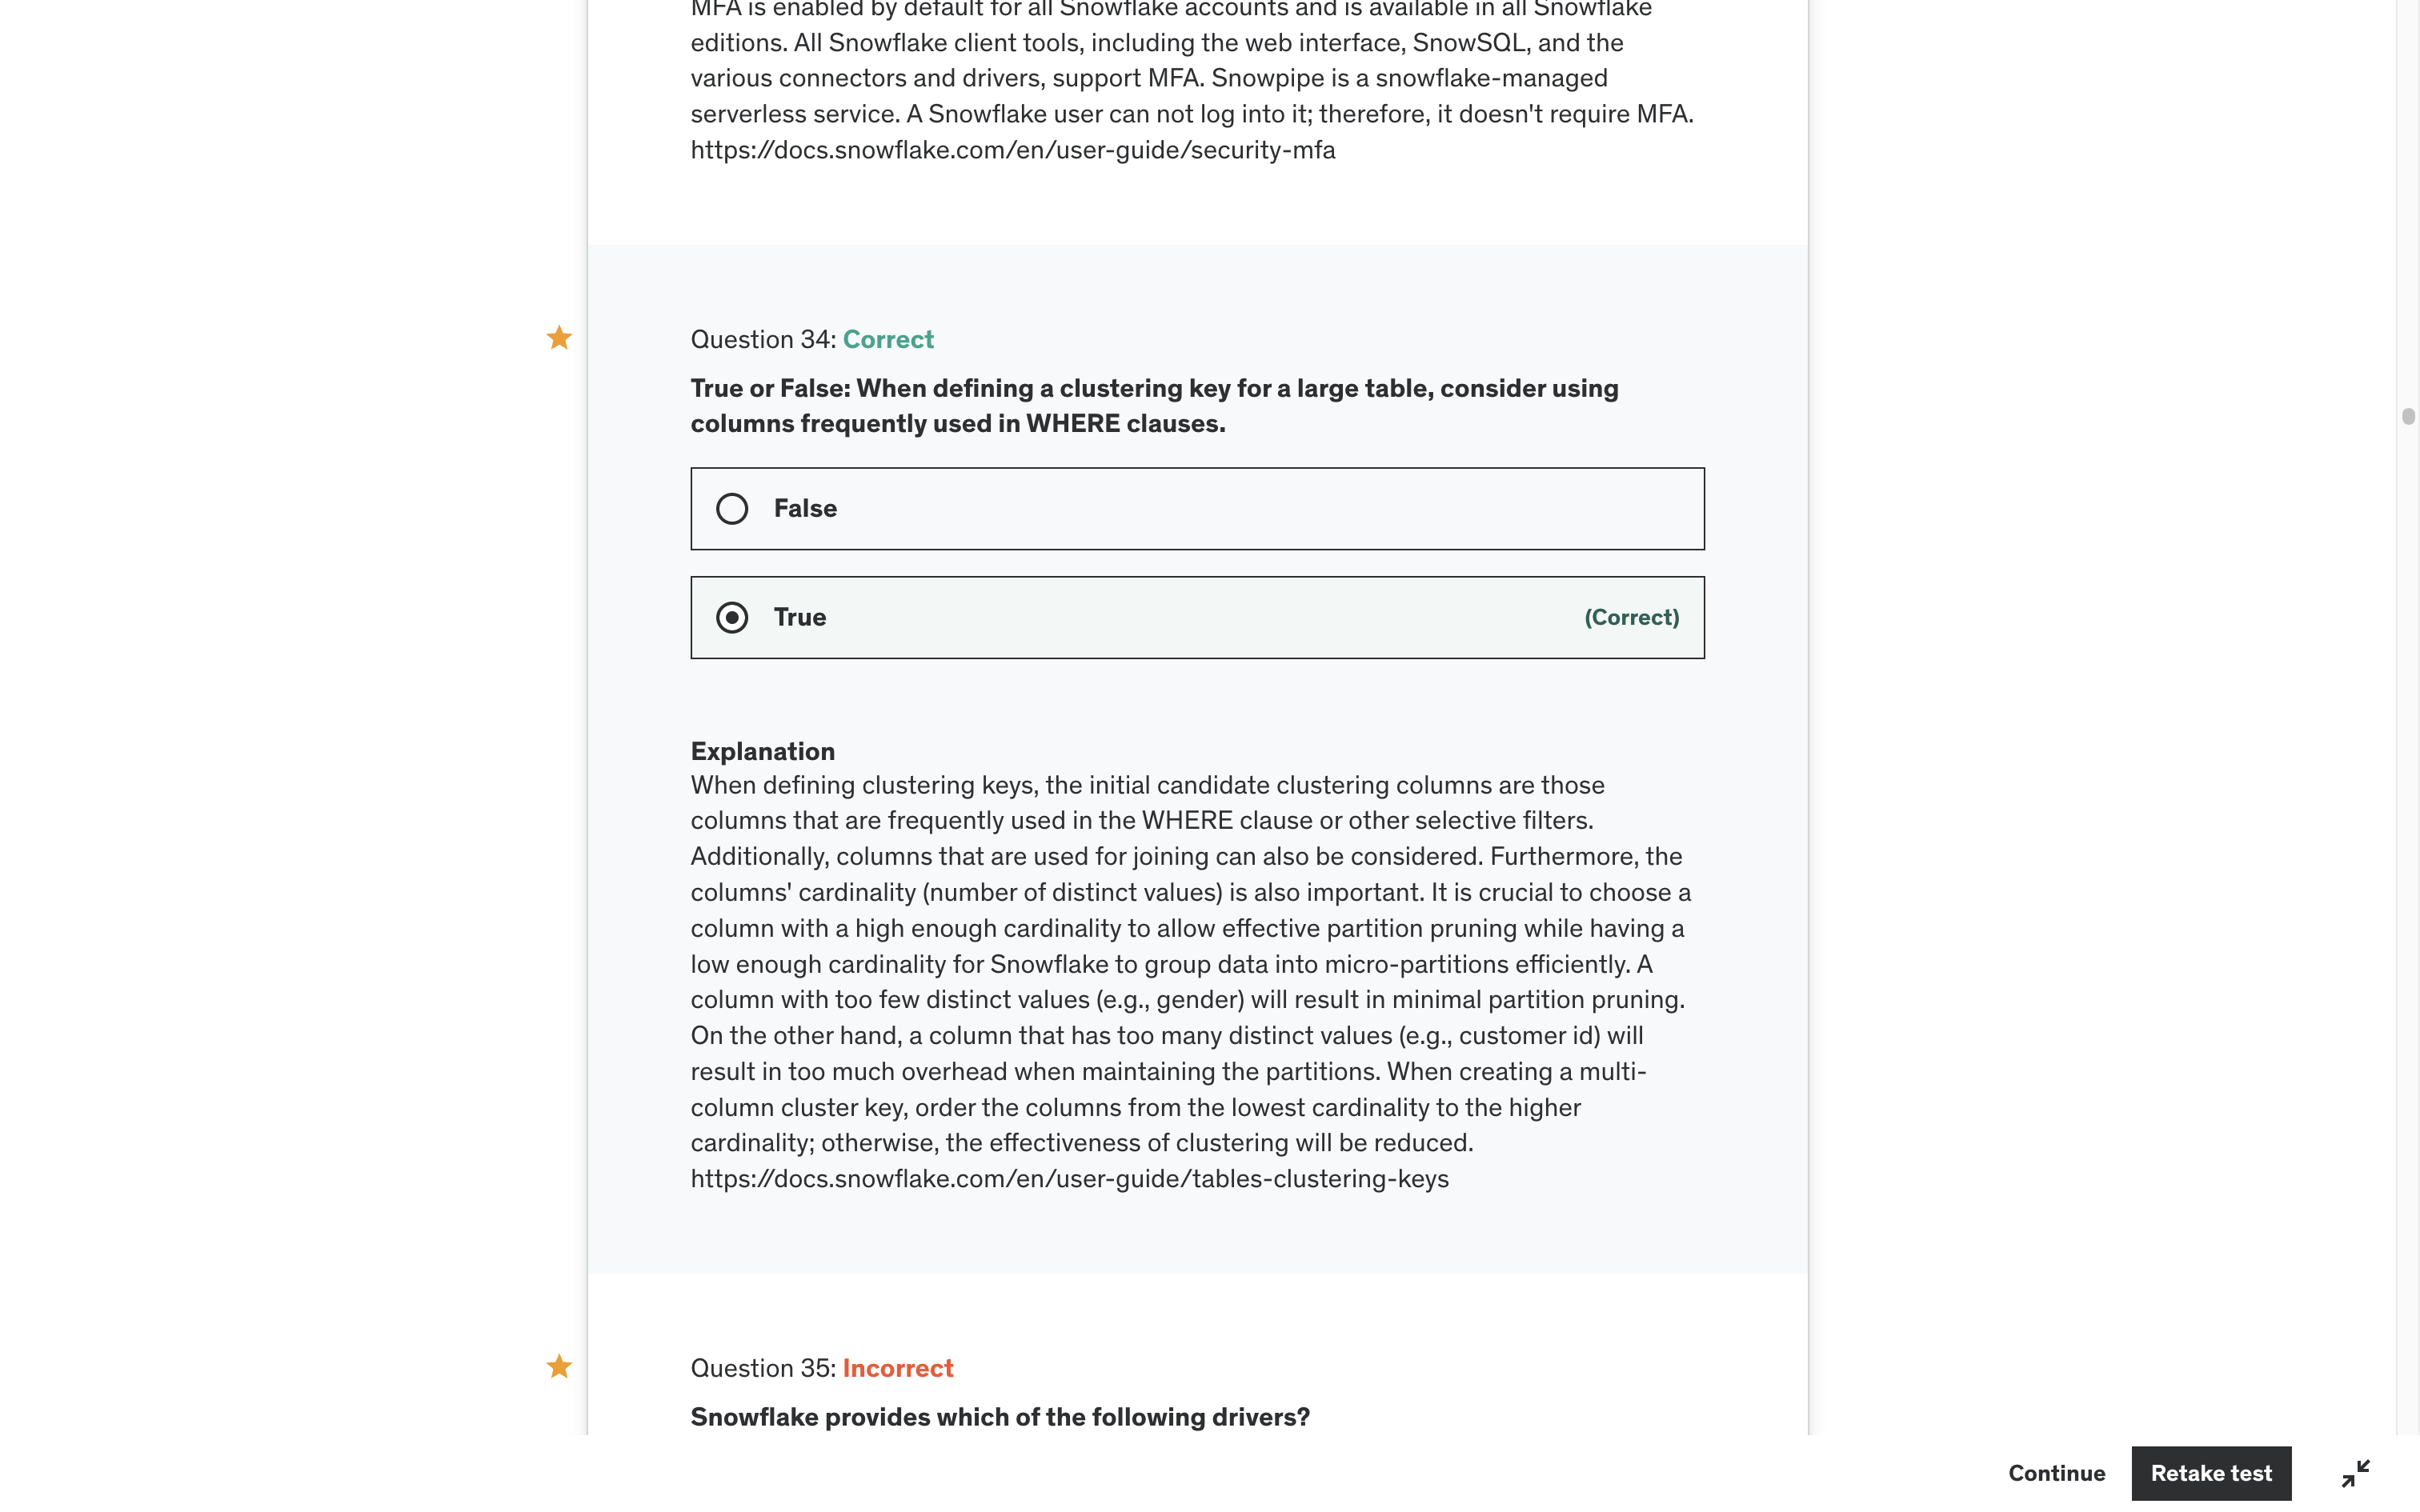 MFA is enabled by default for all Snowflake accounts and is available in all Snowflake
editions. All Snowflake client tools, including the web interface, SnowSQL, and the
various connectors and drivers, support MFA. Snowpipe is a snowflake-managed
serverless service. A Snowflake user can not log into it; therefore, it doesn't require MFA.
https://docs.snowflake.com/en/user-guide/security-mfa
Question 34: Correct
True or False: When defining a clustering key for a large table, consider using
columns frequently used in WHERE clauses.
False
True (Correct)
Explanation
When defining clustering keys, the initial candidate clustering columns are those
columns that are frequently used in the WHERE clause or other selective filters.
Additionally, columns that are used for joining can also be considered. Furthermore, the
columns' cardinality (number of distinct values) is also important. It is crucial to choose a
column with a high enough cardinality to allow effective partition pruning while having a
low enough cardinality for Snowflake to group data into micro-partitions efficiently. A
column with too few distinct values (e.g., gender) will result in minimal partition pruning.
On the other hand, a column that has too many distinct values (e.g., customer id) will
result in too much overhead when maintaining the partitions. When creating a multi-
column cluster key, order the columns from the lowest cardinality to the higher
cardinality; otherwise, the effectiveness of clustering will be reduced.
https://docs.snowflake.com/en/user-guide/tables-clustering-keys
Question 35: Incorrect
Snowflake provides which of the following drivers?
Continue Retake test